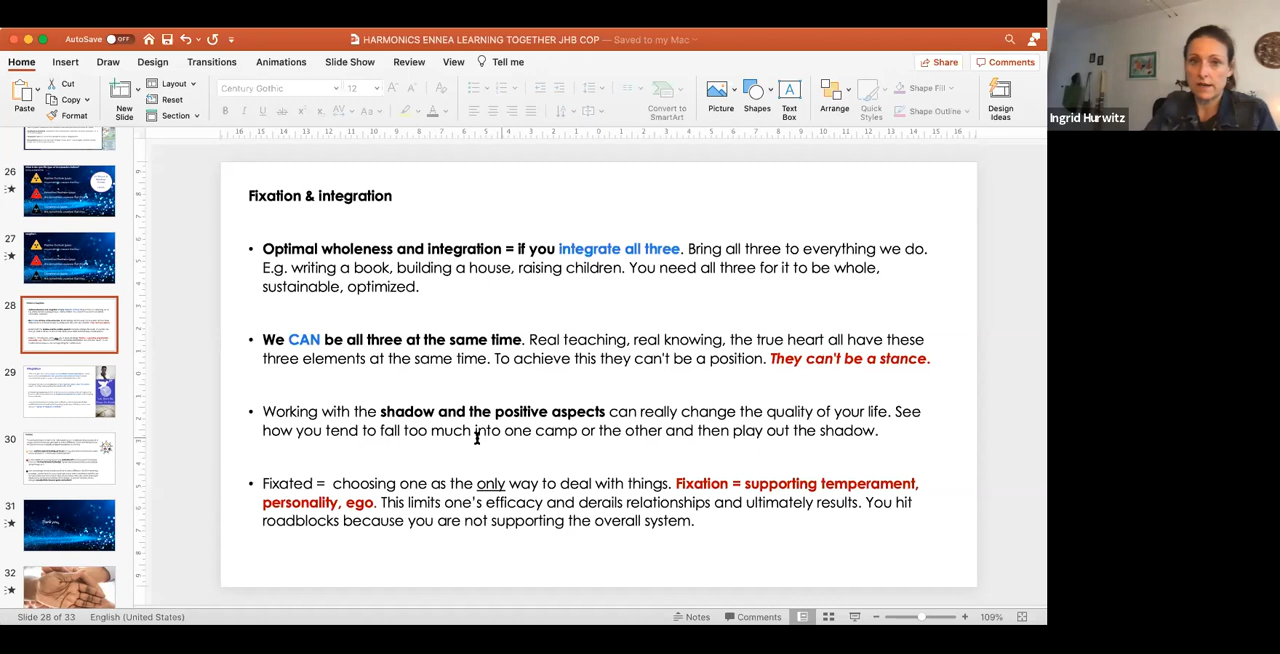 AutoSave OFF
HARMONICS ENNEA LEARNING TOGETHER JHB COP — Saved to my Mac
Home Insert Draw Design Transitions Animations Slide Show Review View Tell me
Share Comments
Paste
Cut
Copy
Format
New Slide
Layout
Reset
Section
Century Gothic 12
Convert to SmartArt
Picture
Shapes
Text Box
Arrange
Quick Styles
Shape Fill
Shape Outline
Design Ideas
Ingrid Hurwitz
26
27
28
29
30
31
Thank you
32
Fixation & integration
• Optimal wholeness and integration = if you integrate all three. Bring all three to everything we do.
E.g. writing a book, building a house, raising children. You need all three for it to be whole,
sustainable, optimized.
• We CAN be all three at the same time. Real teaching, real knowing, the true heart all have these
three elements at the same time. To achieve this they can't be a position. They can't be a stance.
• Working with the shadow and the positive aspects can really change the quality of your life. See
how you tend to fall too much into one camp or the other and then play out the shadow.
• Fixated = choosing one as the only way to deal with things. Fixation = supporting temperament,
personality, ego. This limits one's efficacy and derails relationships and ultimately results. You hit
roadblocks because you are not supporting the overall system.
Slide 28 of 33 English (United States)
Notes Comments 109%